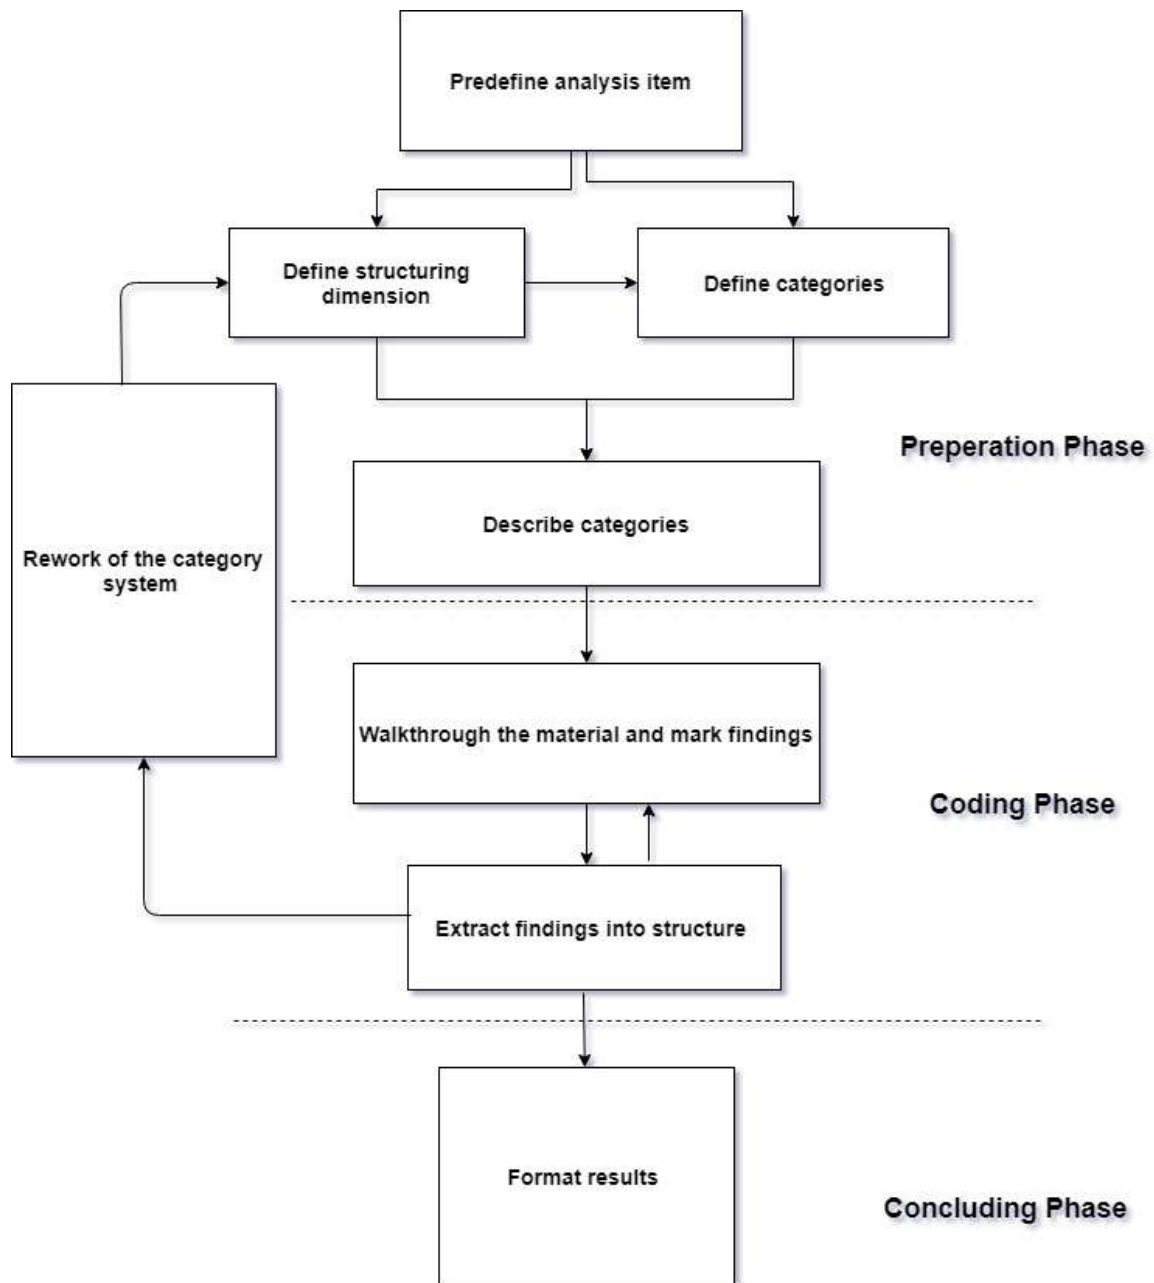 Predefine analysis item
Define structuring
dimension
Define categories
Preperation Phase
Describe categories
Rework of the category
system
Walkthrough the material and mark findings
Coding Phase
Extract findings into structure
Format results
Concluding Phase